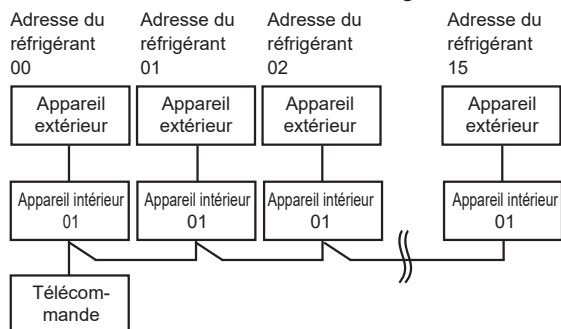 Adresse du
réfrigérant
00
Adresse du
réfrigérant
01
Adresse du
réfrigérant
02
Adresse du
réfrigérant
15
Appareil
extérieur
Appareil
extérieur
Appareil
extérieur
Appareil
extérieur
Appareil intérieur
01
Appareil intérieur
01
Appareil intérieur
01
Appareil intérieur
01
Télécom-
mande